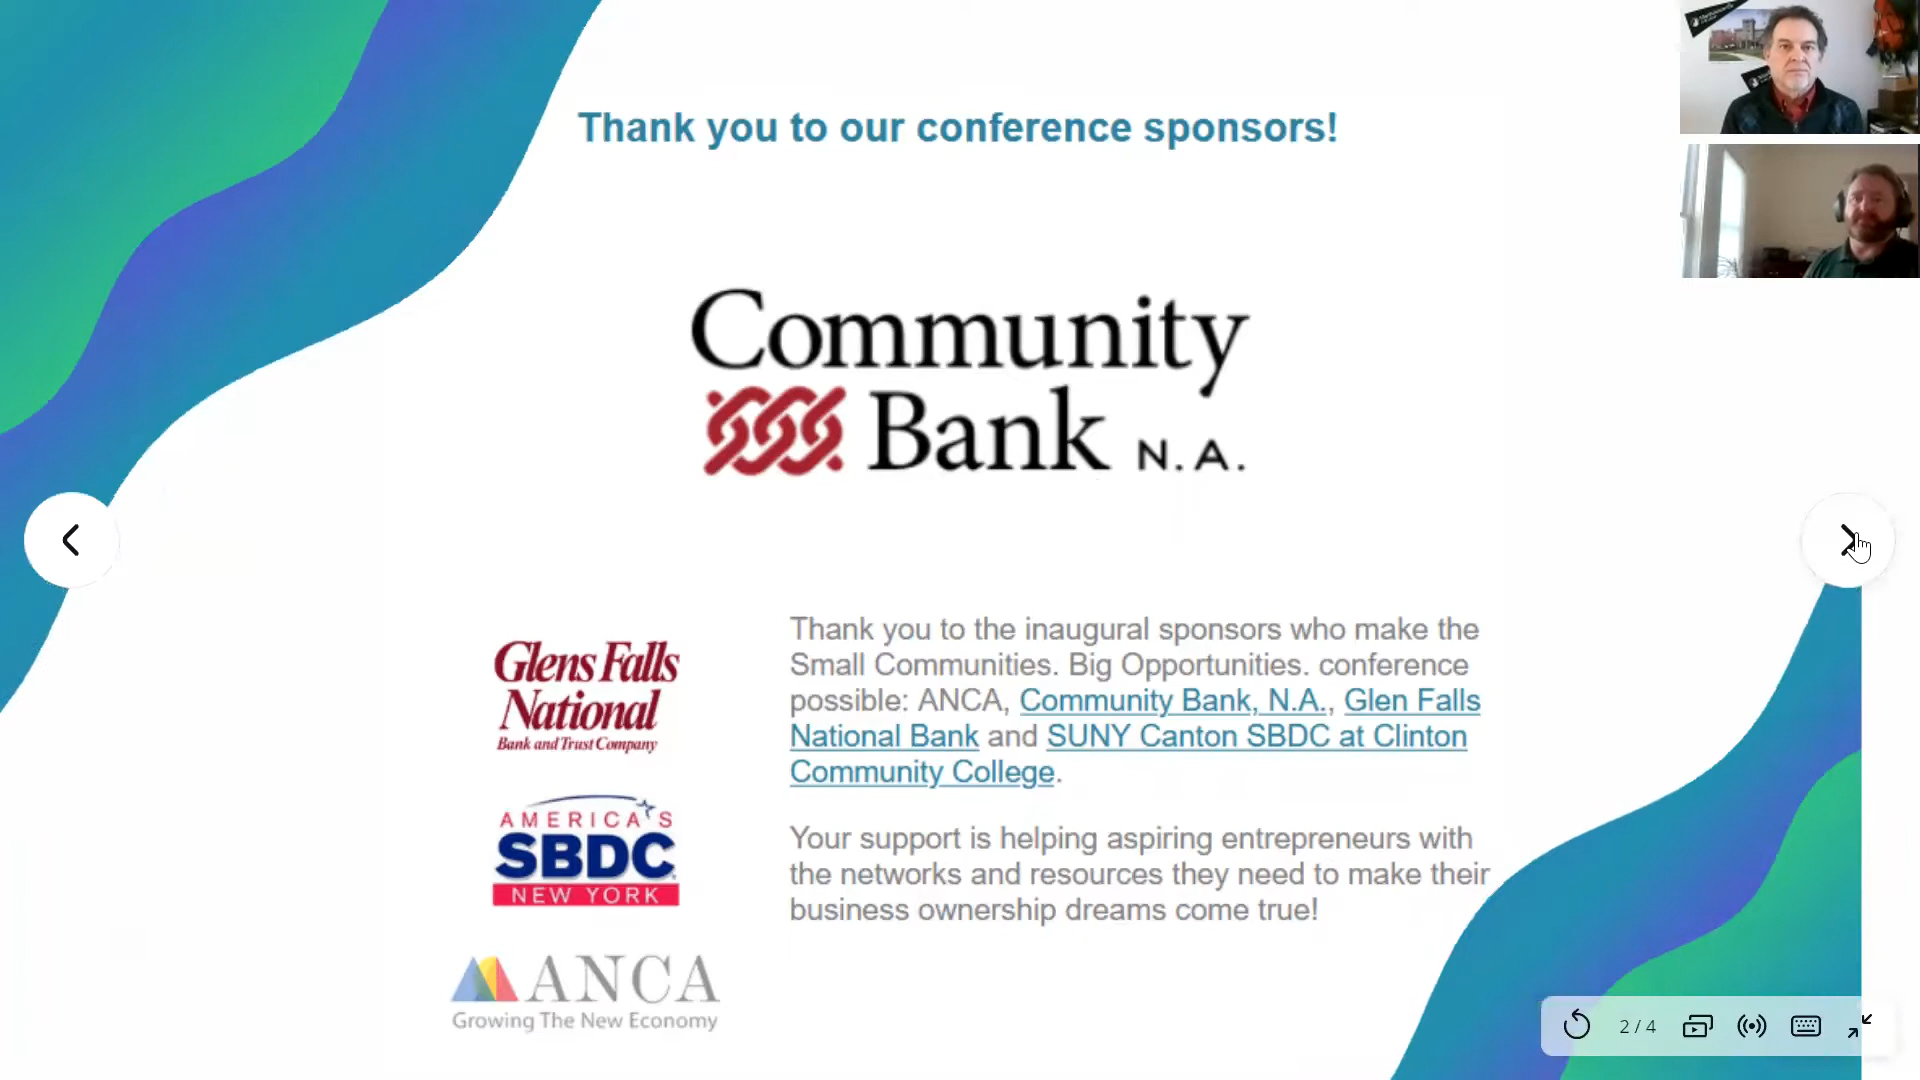 Thank you to our conference sponsors!
Community
Bank N.A.
Glens Falls
National
Bank and Trust Company
AMERICA'S
SBDC
NEW YORK
ANCA
Growing The New Economy
Thank you to the inaugural sponsors who make the
Small Communities. Big Opportunities. conference
possible: ANCA, Community Bank, N.A., Glen Falls
National Bank and SUNY Canton SBDC at Clinton
Community College.
Your support is helping aspiring entrepreneurs with
the networks and resources they need to make their
business ownership dreams come true!
2 / 4